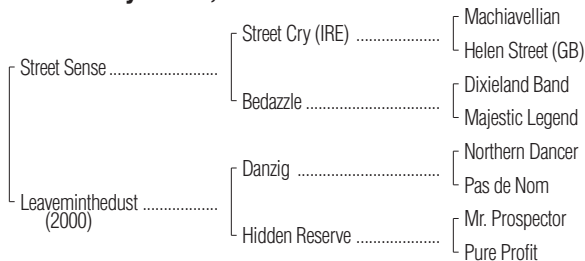 Machiavellian
Street Cry (IRE) ..................
Helen Street (GB)
Street Sense .......................
Dixieland Band
Bedazzle ............................
Majestic Legend
Northern Dancer
Danzig ..............................
Pas de Nom
Leaveminthedust ................
(2000)
Mr. Prospector
Hidden Reserve ..................
Pure Profit